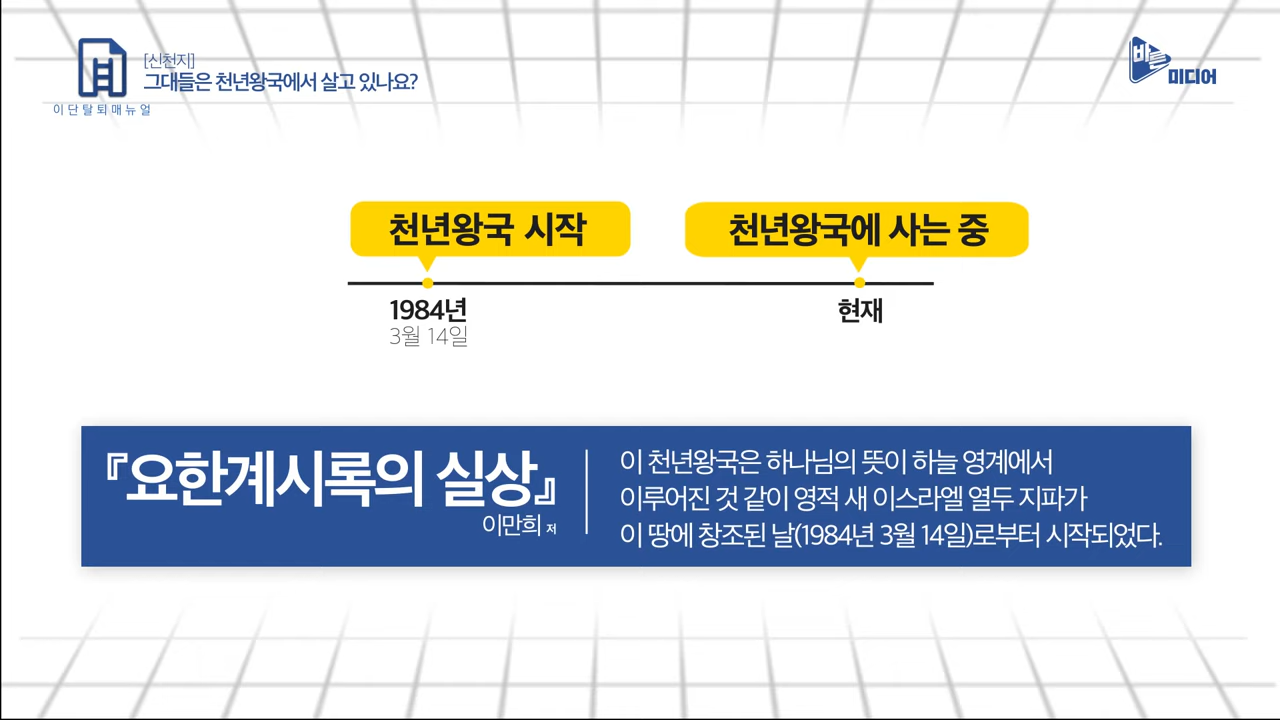 [신천지]
그대들은 천년왕국에서 살고 있나요?
이단탈퇴매뉴얼
바른
미디어
천년왕국 시작
천년왕국에 사는 중
1984년
3월 14일
현재
『요한계시록의 실상』
이만희 저
이 천년왕국은 하나님의 뜻이 하늘 영계에서
이루어진 것 같이 영적 새 이스라엘 열두 지파가
이 땅에 창조된 날(1984년 3월 14일)로부터 시작되었다.